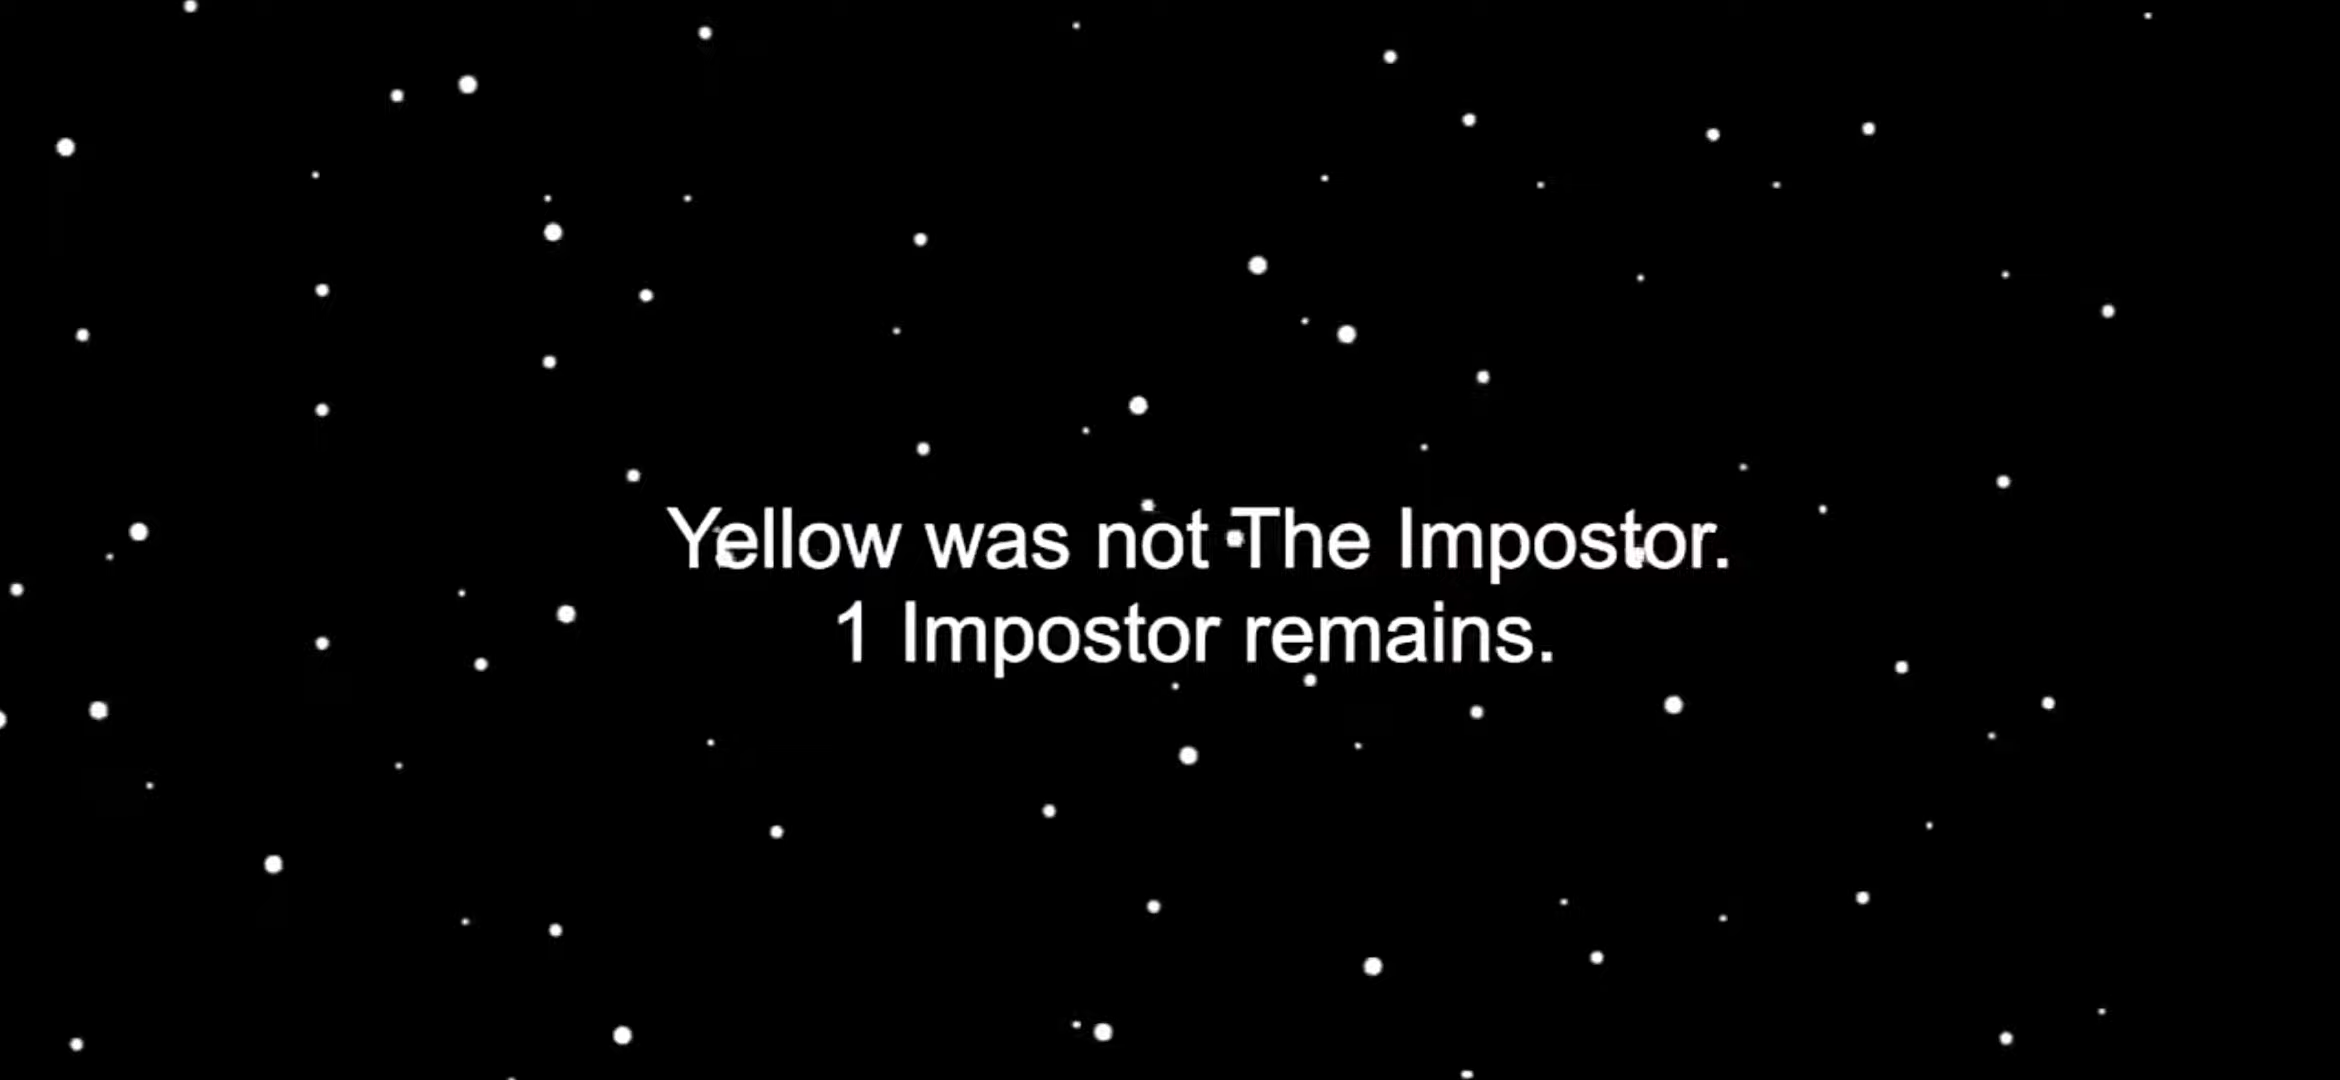 Yellow was not The Impostor.
1 Impostor remains.